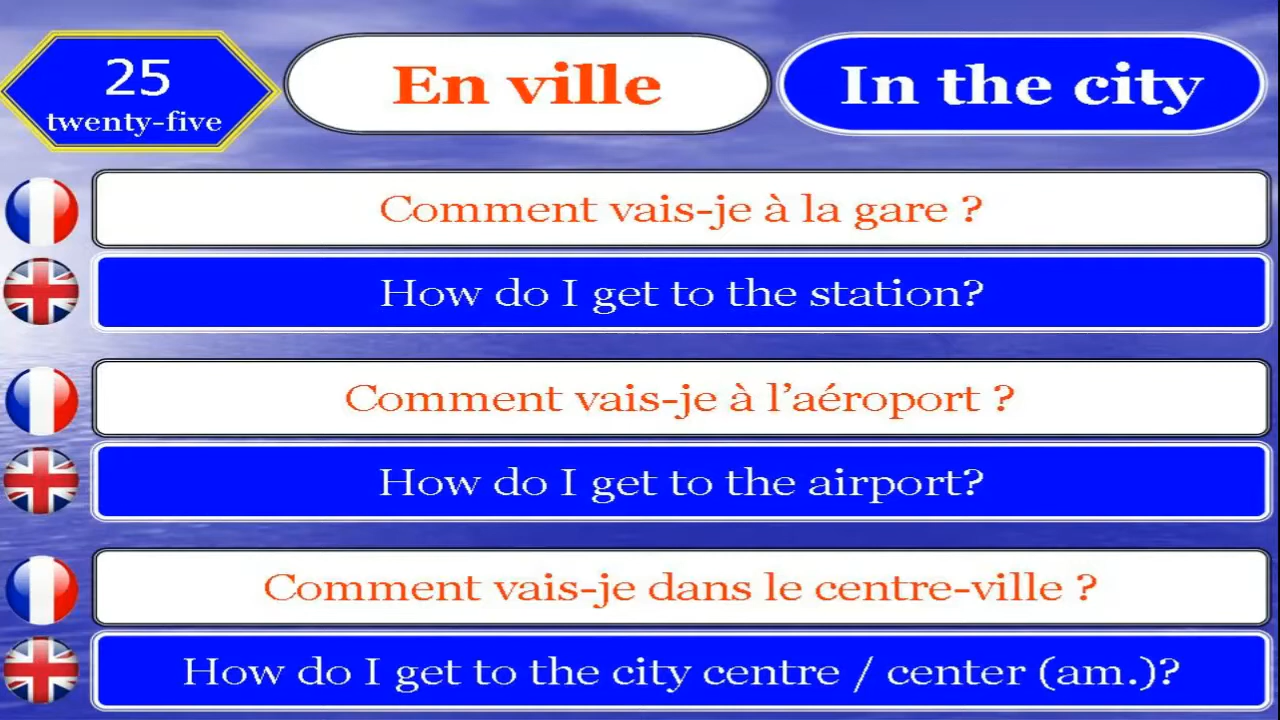 25
twenty-five
En ville
In the city
Comment vais-je à la gare ?
How do I get to the station?
Comment vais-je à l’aéroport ?
How do I get to the airport?
Comment vais-je dans le centre-ville ?
How do I get to the city centre / center (am.)?